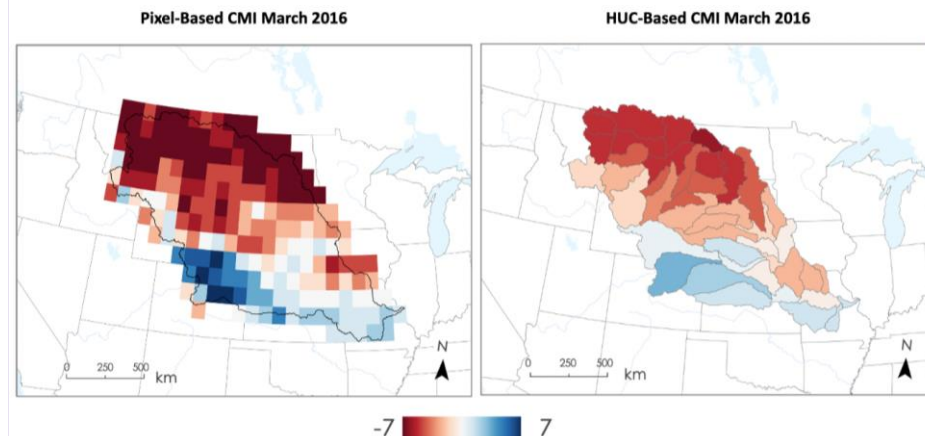 Pixel-Based CMI March 2016
HUC-Based CMI March 2016
N
0 250 500
km
N
0 250 500
km
-7 7